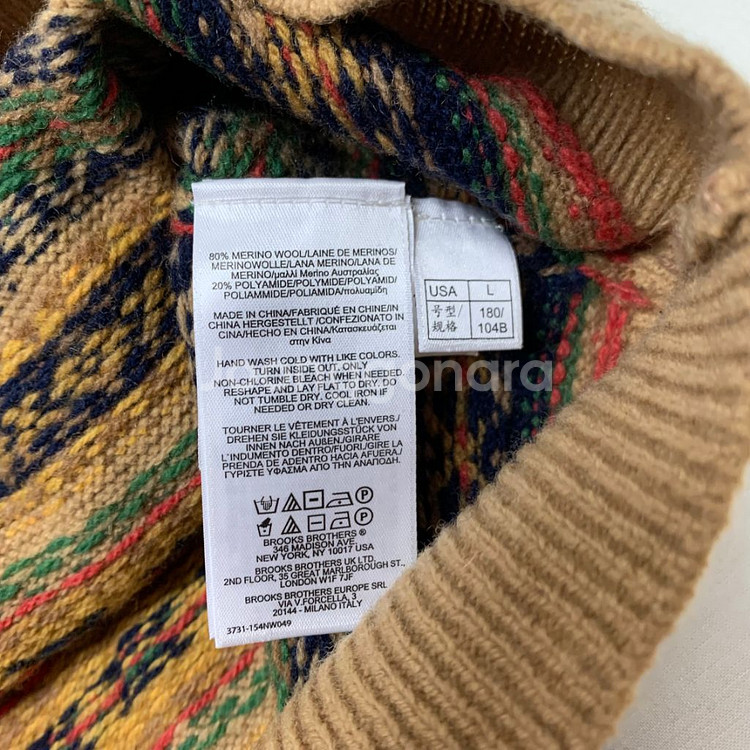 80% MERINO WOOL/LAINE DE MERINOS/
MERINOWOLLE/LANA MERINO/LANA DE
MERINO/μαλλί Merino Αυστραλίας
20% POLYAMIDE/POLYMIDE/POLYAMID/
POLIAMMIDE/POLIAMIDA/πολυαμίδη
MADE IN CHINA/FABRIQUÉ EN CHINE/IN
CHINA HERGESTELLT /CONFEZIONATO IN
CINA/HECHO EN CHINA/Κατασκευάζεται
στην Κίνα
HAND WASH COLD WITH LIKE COLORS.
TURN INSIDE OUT. ONLY
NON-CHLORINE BLEACH WHEN NEEDED.
RESHAPE AND LAY FLAT TO DRY. DO
NOT TUMBLE DRY. COOL IRON IF
NEEDED OR DRY CLEAN.
TOURNER LE VÊTEMENT À L'ENVERS./
DREHEN SIE KLEIDUNGSSTÜCK VON
INNEN NACH AUßEN/GIRARE
L'INDUMENTO DENTRO/FUORI/GIRE LA
PRENDA DE ADENTRO HACIA AFUERA./
ΓΥΡΙΣΤΕ ΥΦΑΣΜΑ ΑΠΟ ΤΗΝ ΑΝΑΠΟΔΗ.
BROOKS BROTHERS ®
346 MADISON AVE.
NEW YORK, NY 10017 USA
BROOKS BROTHERS UK LTD.
2ND FLOOR, 35 GREAT MARLBOROUGH ST.
LONDON W1F 7JF
BROOKS BROTHERS EUROPE SRL
VIA V.FORCELLA, 3
20144 - MILANO ITALY
3731-154NW049
USA L
号型/ 180/
规格 104B